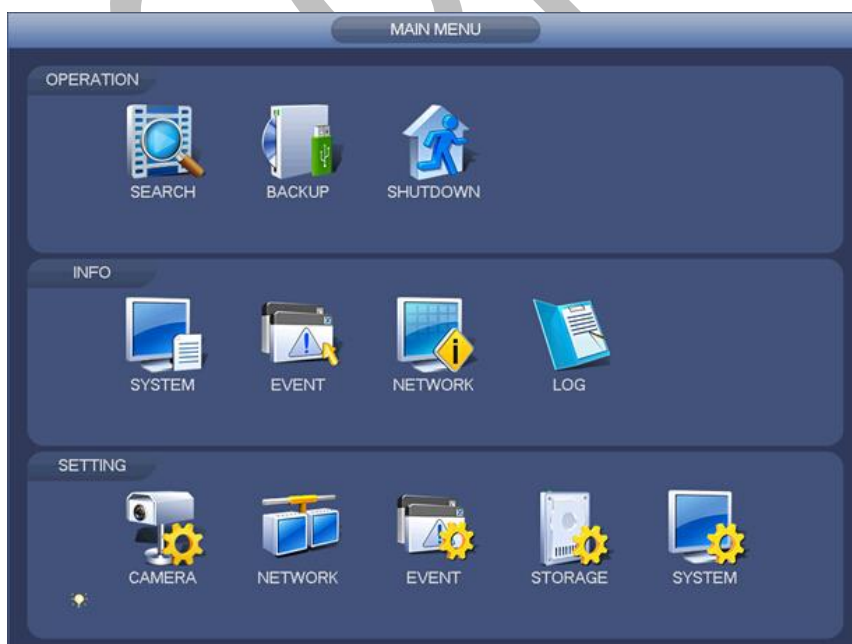 MAIN MENU
OPERATION
SEARCH BACKUP SHUTDOWN
INFO
SYSTEM EVENT NETWORK LOG
SETTING
CAMERA NETWORK EVENT STORAGE SYSTEM